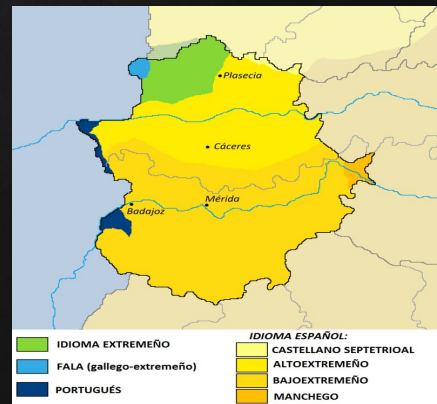 Plasecia
Cáceres
Mérida
Badajoz
IDIOMA EXTREMEÑO
FALA (gallego-extremeño)
PORTUGUÉS
IDIOMA ESPAÑOL:
CASTELLANO SEPTETRIOAL
ALTOEXTREMEÑO
BAJOEXTREMEÑO
MANCHEGO